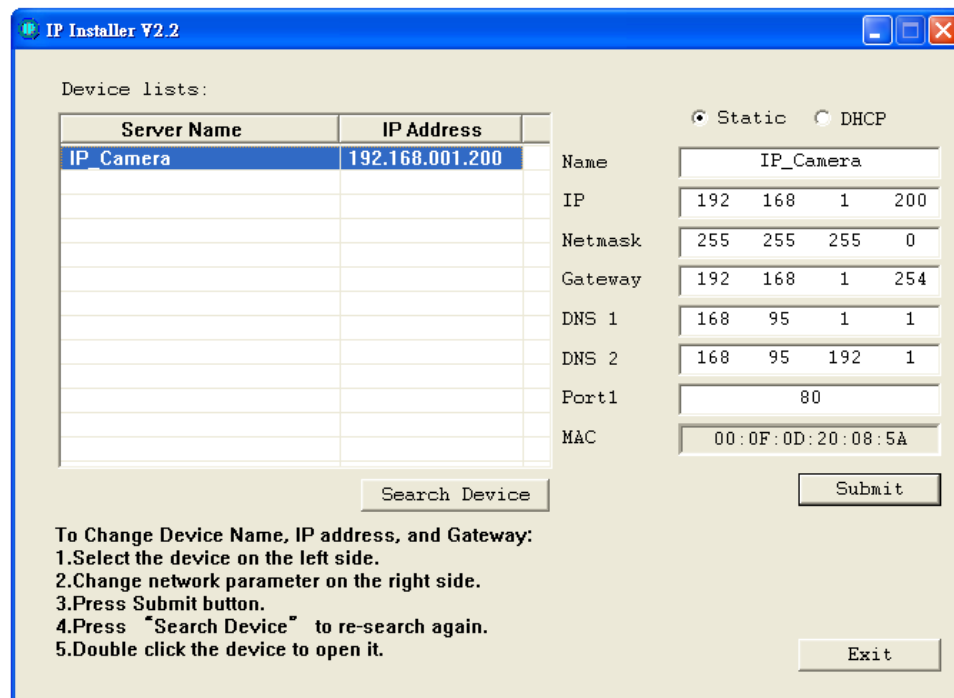 IP Installer V2.2
Device lists:
Server Name IP Address
IP_Camera 192.168.001.200
Static DHCP
Name IP_Camera
IP 192 168 1 200
Netmask 255 255 255 0
Gateway 192 168 1 254
DNS 1 168 95 1 1
DNS 2 168 95 192 1
Port1 80
MAC 00:0F:0D:20:08:5A
Search Device
Submit
To Change Device Name, IP address, and Gateway:
1.Select the device on the left side.
2.Change network parameter on the right side.
3.Press Submit button.
4.Press “Search Device” to re-search again.
5.Double click the device to open it.
Exit